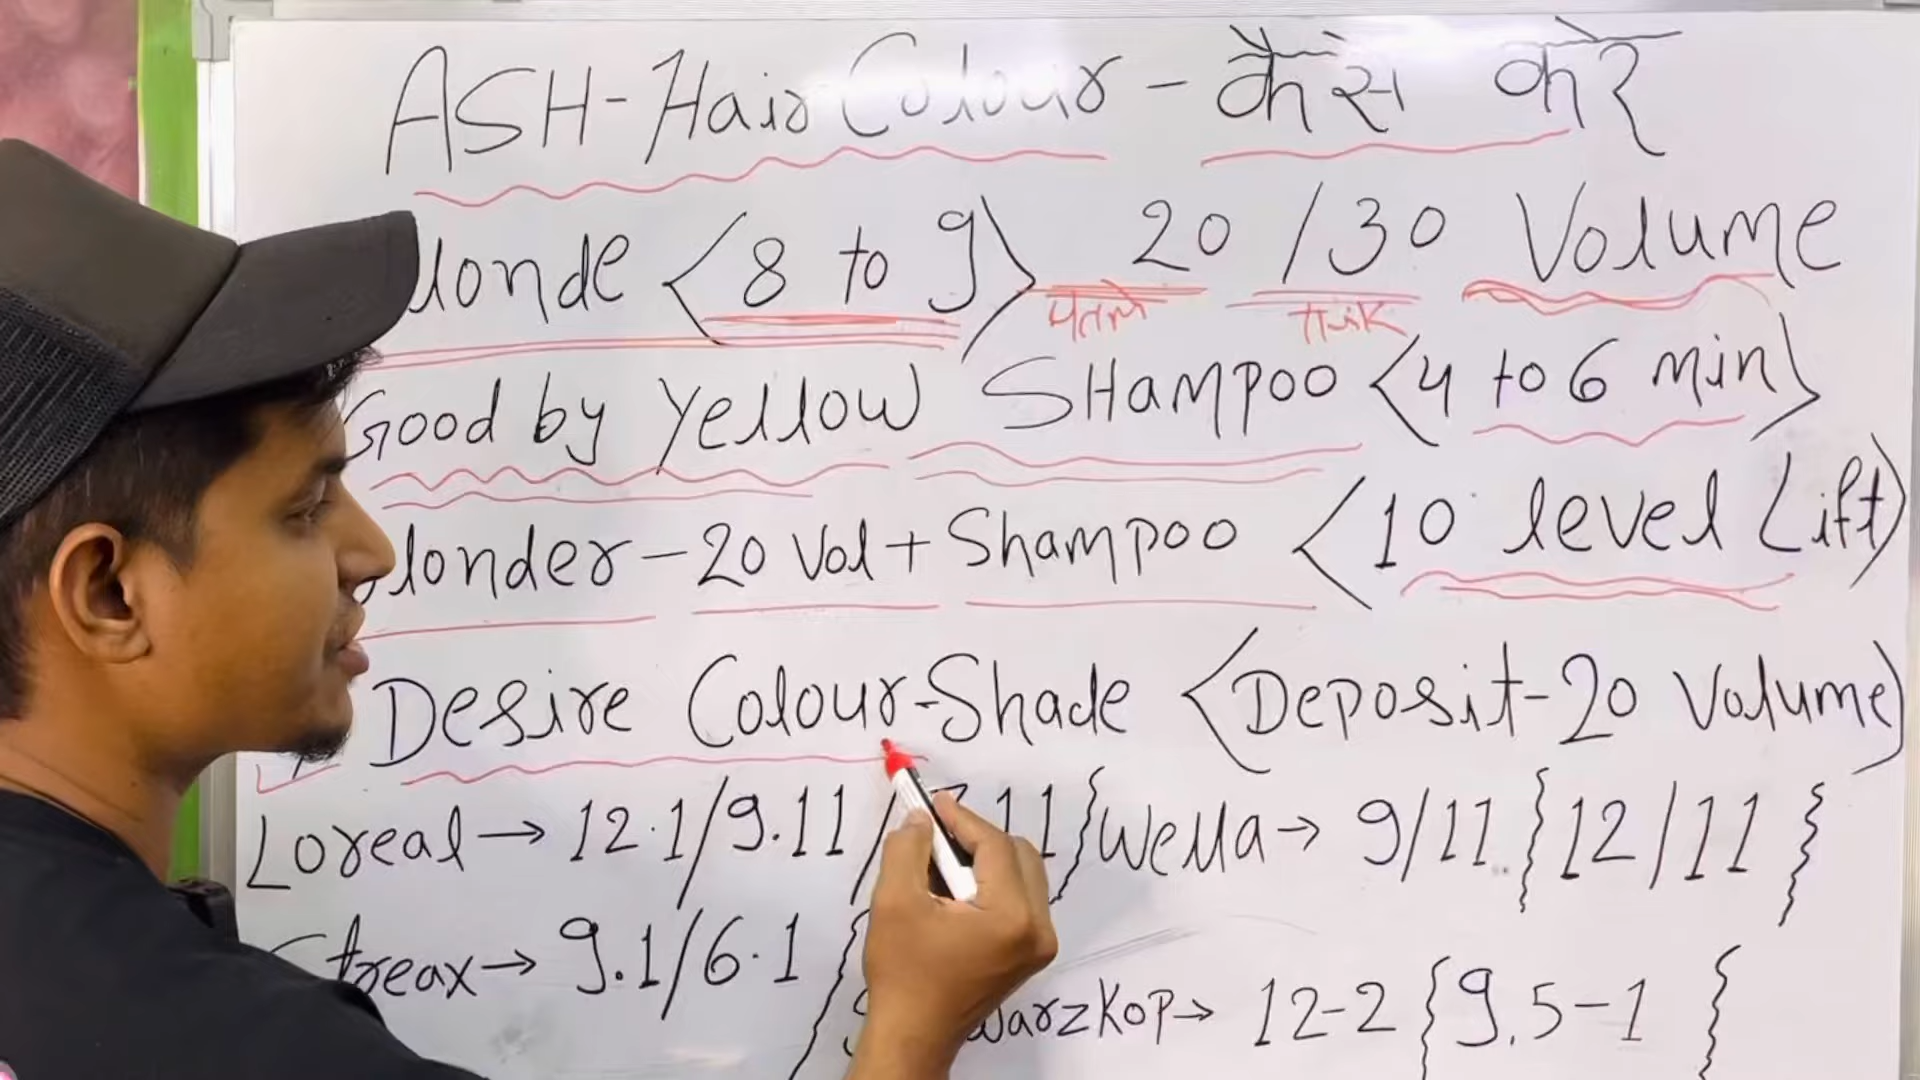 ASH-Hair Colour - कैसे करे
londe <8 to 9> 20 /30 Volume
पतले
Good by Yellow SHampoo <4 to 6 min>
londer - 20 Vol + Shampoo <10 level Lift>
Desire Colour-Shade <Deposit-20 Volume>
Loreal → 12.1/9.11/ 11 } Wella → 9/11 } 12/11 }
treax → 9.1/6.1 }
warzkop → 12-2 { 9.5-1 {